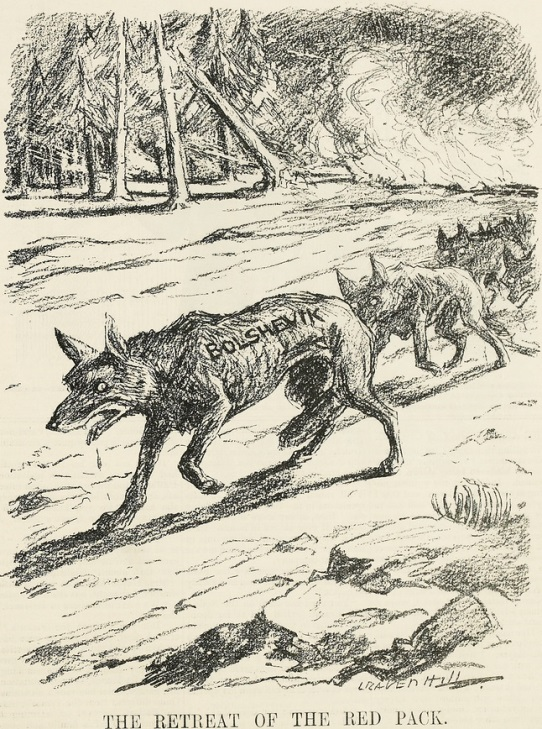 BOLSHEVIK
L. RAVEN HILL
THE RETREAT OF THE RED PACK.